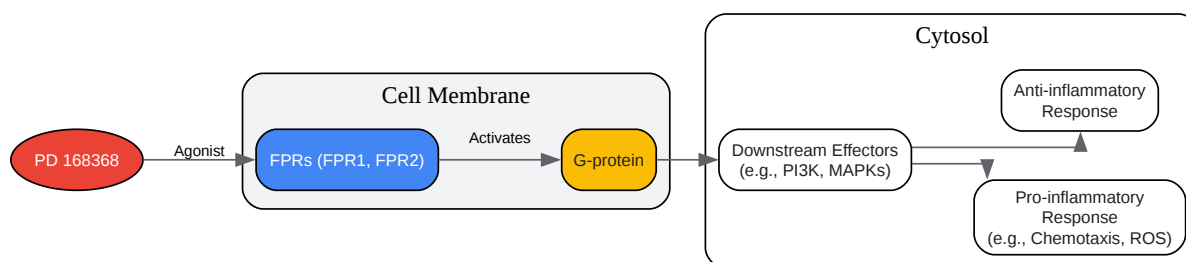 Cytosol
Cell Membrane
PD 168368
Agonist
FPRs (FPR1, FPR2)
Activates
G-protein
Downstream Effectors
(e.g., PI3K, MAPKs)
Anti-inflammatory
Response
Pro-inflammatory
Response
(e.g., Chemotaxis, ROS)